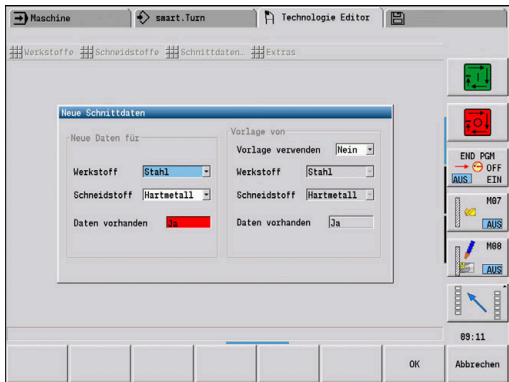 Maschine
smart.Turn
Technologie Editor
Werkstoffe Schneidstoffe Schnittdaten… Extras
Neue Schnittdaten
Neue Daten für
Vorlage von
Vorlage verwenden Nein
Werkstoff Stahl
Werkstoff Stahl
Schneidstoff Hartmetall
Schneidstoff Hartmetall
Daten vorhanden Ja
Daten vorhanden Ja
END PGM
OFF
AUS EIN
M07
AUS
M08
AUS
09:11
OK
Abbrechen